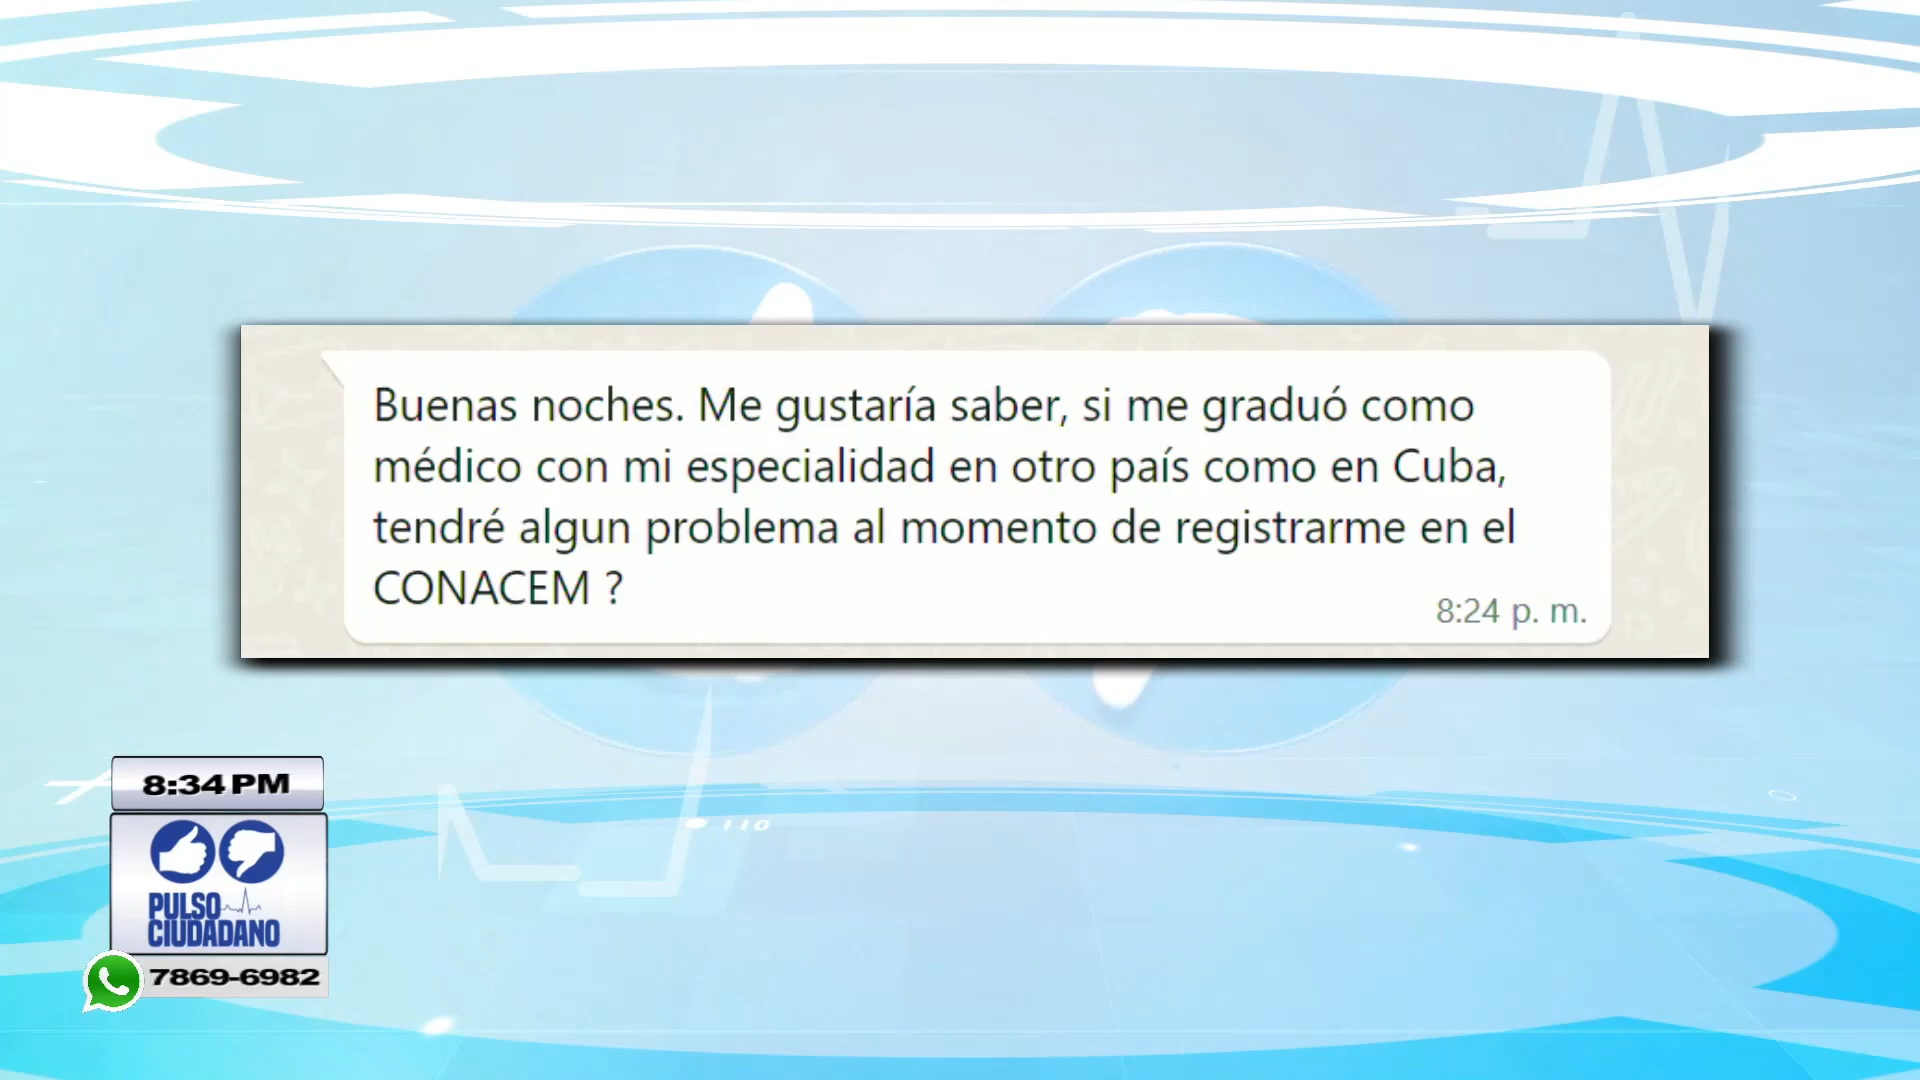 Buenas noches. Me gustaría saber, si me graduó como
médico con mi especialidad en otro país como en Cuba,
tendré algun problema al momento de registrarme en el
CONACEM ?
8:24 p. m.
8:34 PM
PULSO
CIUDADANO
7869-6982
110